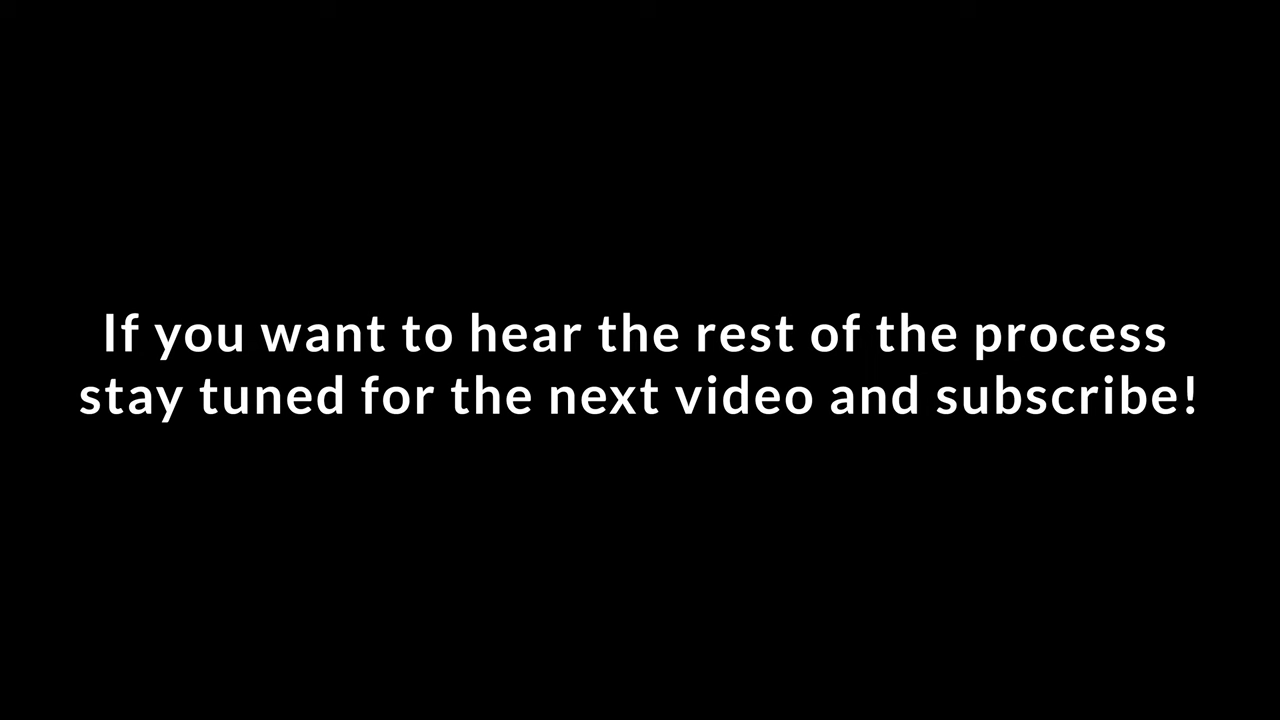 If you want to hear the rest of the process
stay tuned for the next video and subscribe!